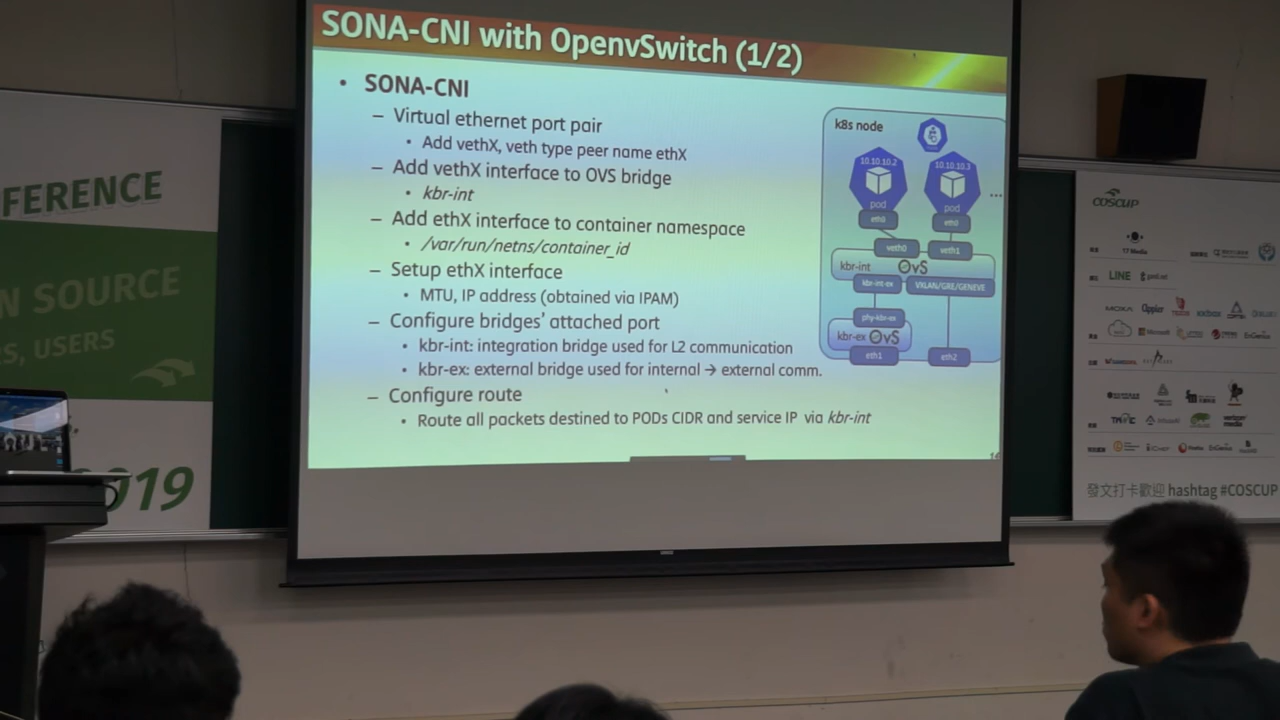 SONA-CNI with OpenvSwitch (1/2)
• SONA-CNI
– Virtual ethernet port pair
• Add vethX, veth type peer name ethX
– Add vethX interface to OVS bridge
• kbr-int
– Add ethX interface to container namespace
• /var/run/netns/container_id
– Setup ethX interface
• MTU, IP address (obtained via IPAM)
– Configure bridges' attached port
• kbr-int: integration bridge used for L2 communication
• kbr-ex: external bridge used for internal → external comm.
– Configure route
• Route all packets destined to PODs CIDR and service IP via kbr-int
k8s node
10.10.10.2
10.10.10.3
pod
pod
...
eth0
eth0
veth0
veth1
kbr-int
OvS
kbr-int-ex
VXLAN/GRE/GENEVE
phy-kbr-ex
kbr-ex
OvS
eth1
eth2
FERENCE
N SOURCE
S, USERS
019
COSCUP
17 Media
LINE
Microsoft
verizon media
發文打卡歡迎 hashtag #COSCUP